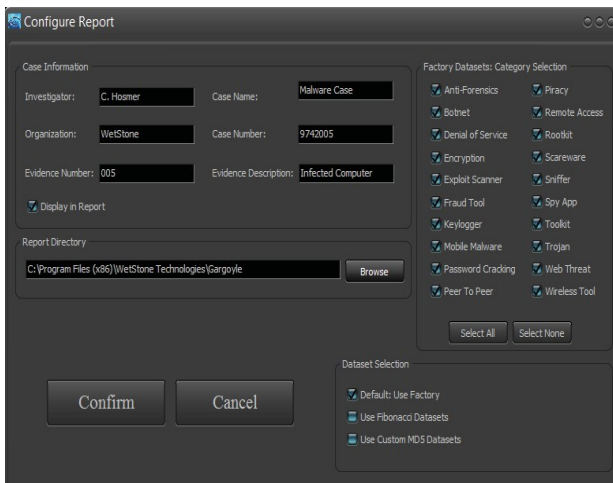 Configure Report
Case Information
Investigator: C. Hosmer Case Name: Malware Case
Organization: WetStone Case Number: 9742005
Evidence Number: 005 Evidence Description: Infected Computer
Display in Report
Report Directory
C:\Program Files (x86)\WetStone Technologies\Gargoyle Browse
Confirm Cancel
Factory Datasets: Category Selection
Anti-Forensics Piracy
Botnet Remote Access
Denial of Service Rootkit
Encryption Scareware
Exploit Scanner Sniffer
Fraud Tool Spy App
Keylogger Toolkit
Mobile Malware Trojan
Password Cracking Web Threat
Peer To Peer Wireless Tool
Select All Select None
Dataset Selection
Default: Use Factory
Use Fibonacci Datasets
Use Custom MD5 Datasets